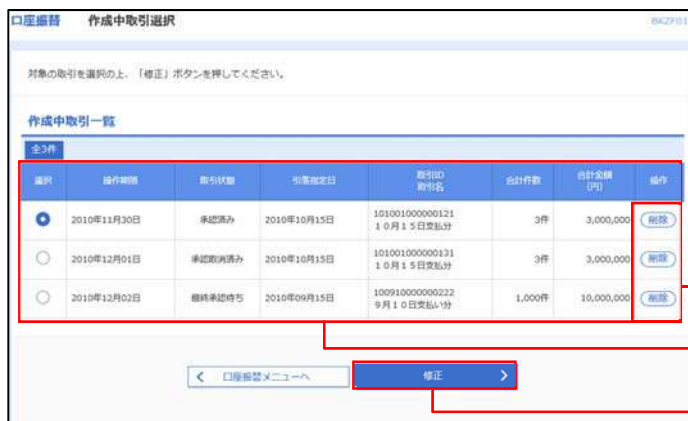 口座振替 作成中取引選択 BKZF01
対象の取引を選択の上、「修正」ボタンを押してください。
作成中取引一覧
全3件
選択 操作期限 取引状態 引落指定日 取引ID 合計件数 合計金額 操作
取引名 (円)
2010年11月30日 承認済み 2010年10月15日 101001000000121 3件 3,000,000 削除
10月15日支払分
2010年12月01日 承認取消済み 2010年10月15日 101001000000131 3件 3,000,000 削除
10月15日支払分
2010年12月02日 最終承認待ち 2010年09月15日 100910000000222 1,000件 10,000,000 削除
9月10日支払い分
口座振替メニューへ 修正